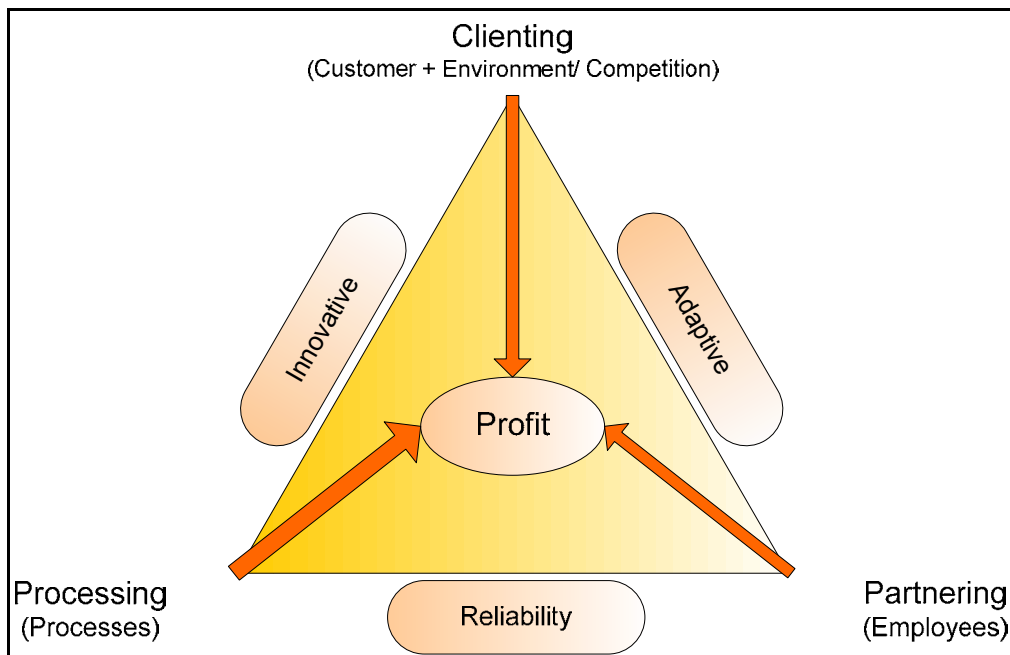 Clienting
(Customer + Environment/ Competition)
Innovative
Adaptive
Profit
Processing
(Processes)
Reliability
Partnering
(Employees)